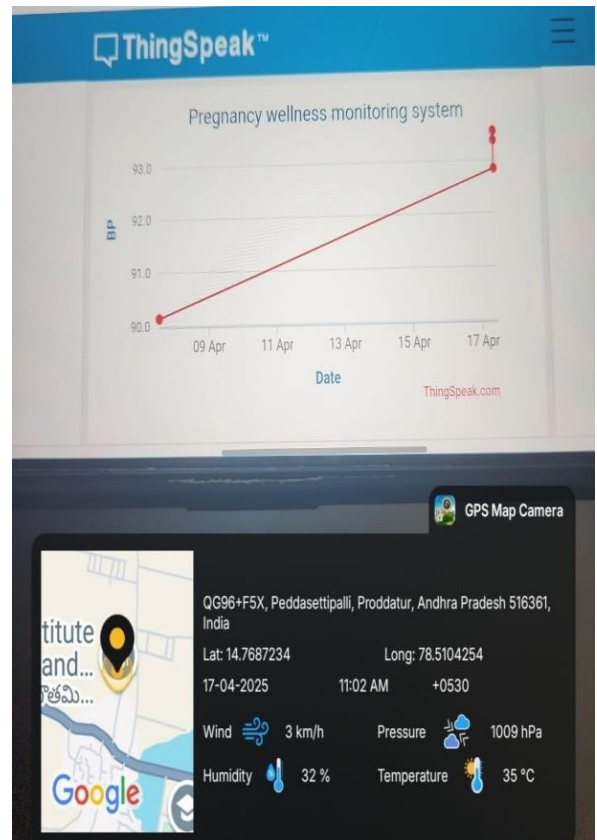 ThingSpeak™
Pregnancy wellness monitoring system
93.0
92.0
BP
91.0
90.0
09 Apr 11 Apr 13 Apr 15 Apr 17 Apr
Date
ThingSpeak.com
GPS Map Camera
QG96+F5X, Peddasettipalli, Proddatur, Andhra Pradesh 516361,
India
Lat: 14.7687234 Long: 78.5104254
17-04-2025 11:02 AM +0530
Wind 3 km/h Pressure 1009 hPa
Humidity 32 % Temperature 35 °C
titute
and...
Google